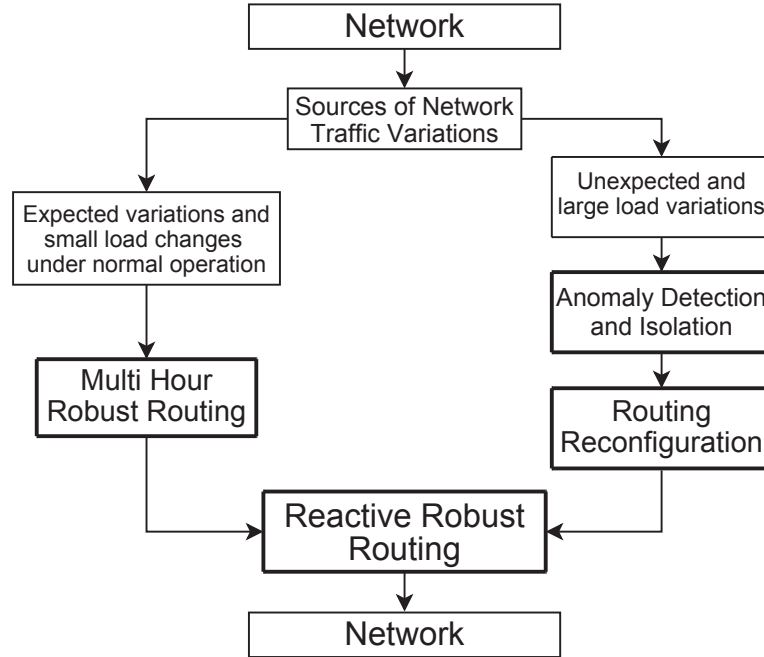 Network
Sources of Network
Traffic Variations
Expected variations and
small load changes
under normal operation
Multi Hour
Robust Routing
Unexpected and
large load variations
Anomaly Detection
and Isolation
Routing
Reconfiguration
Reactive Robust
Routing
Network